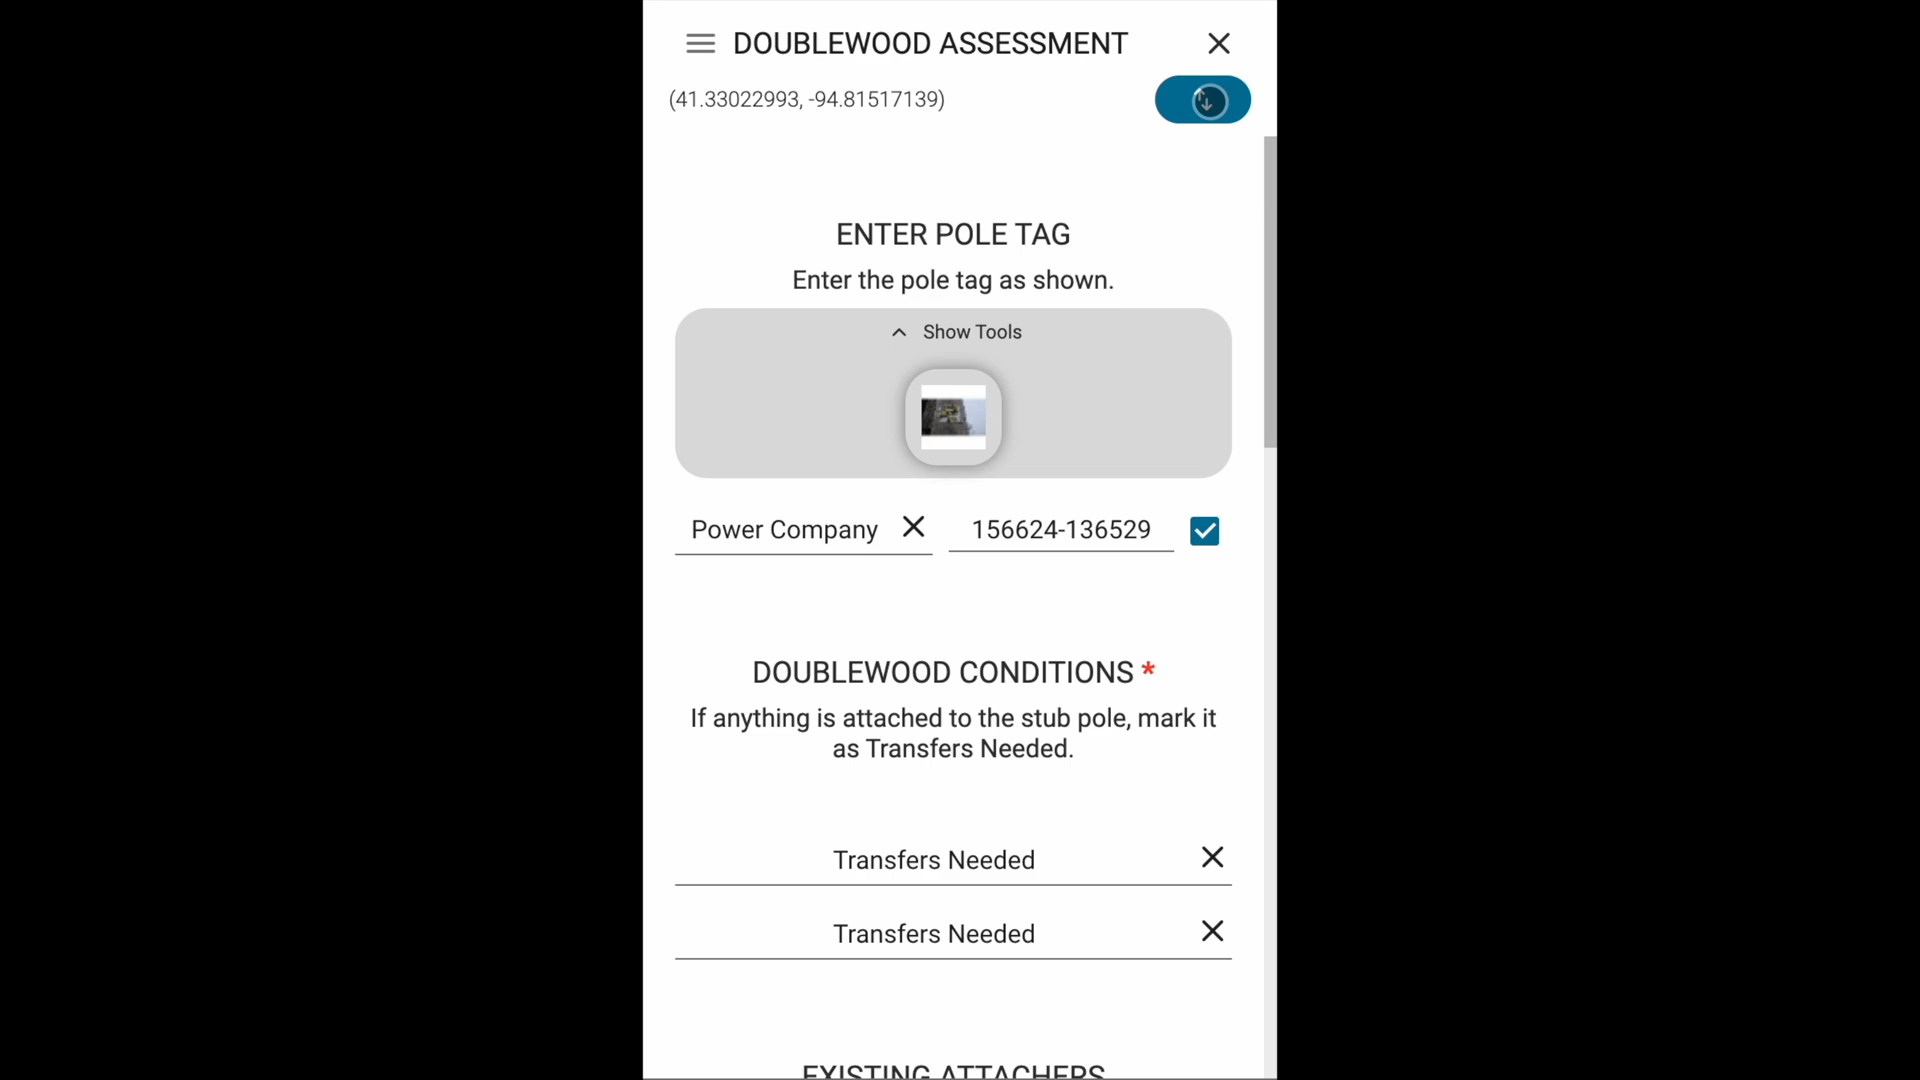 DOUBLEWOOD ASSESSMENT
(41.33022993, -94.81517139)
ENTER POLE TAG
Enter the pole tag as shown.
Show Tools
Power Company
156624-136529
DOUBLEWOOD CONDITIONS *
If anything is attached to the stub pole, mark it
as Transfers Needed.
Transfers Needed
Transfers Needed
EXISTING ATTACHERS